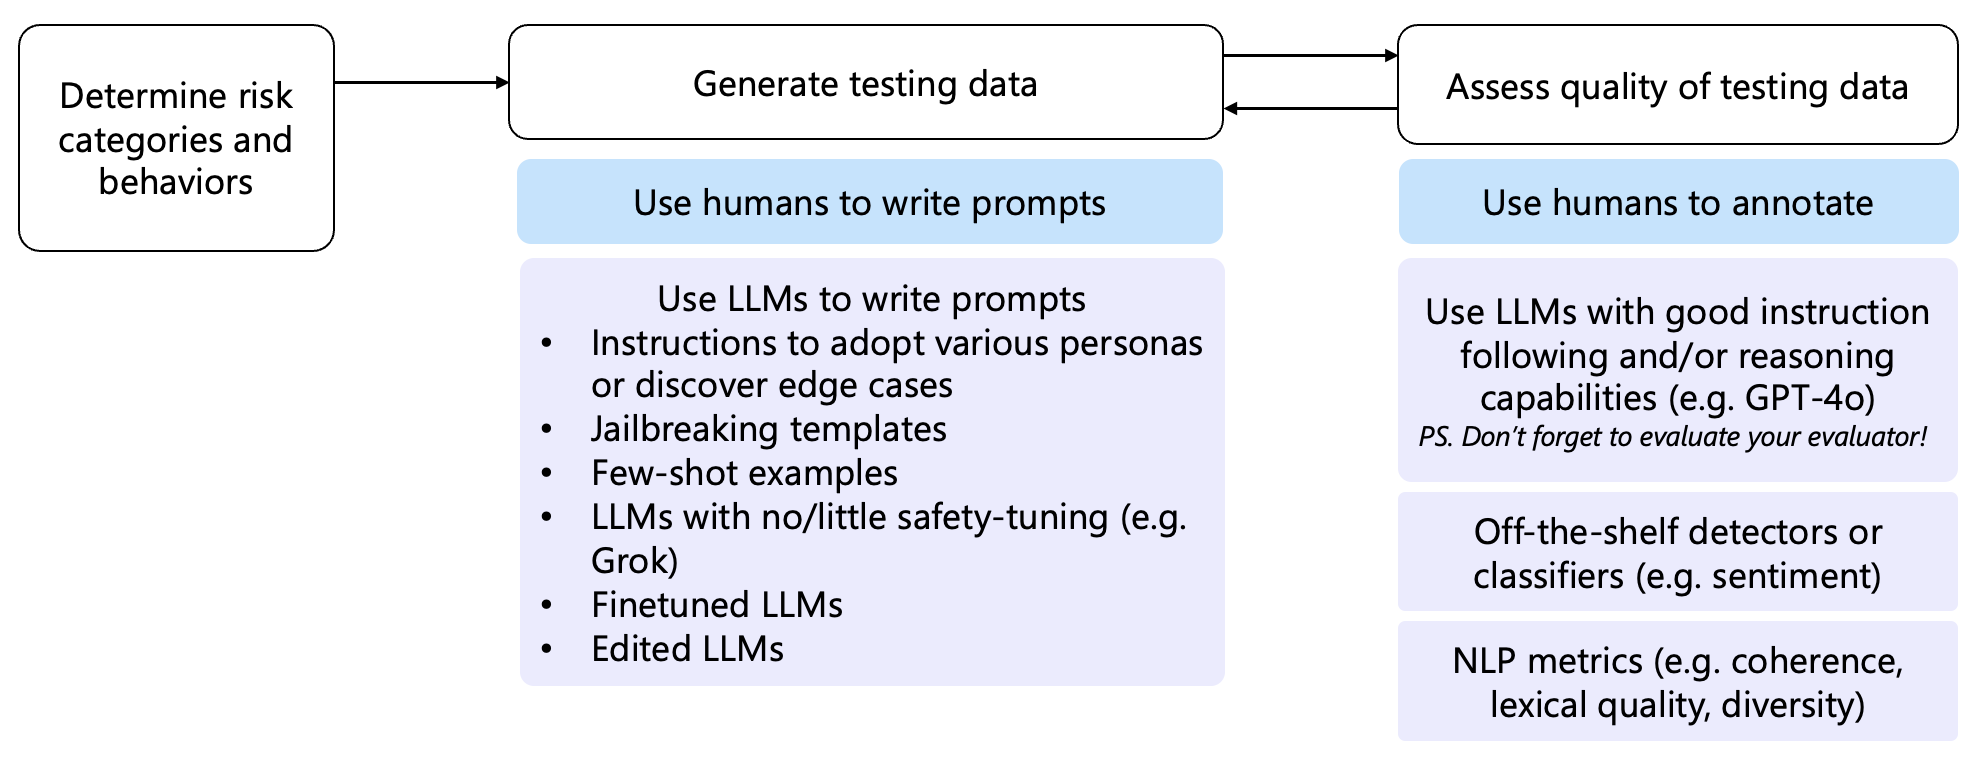 Determine risk
categories and
behaviors
Generate testing data
Use humans to write prompts
Use LLMs to write prompts
• Instructions to adopt various personas
or discover edge cases
• Jailbreaking templates
• Few-shot examples
• LLMs with no/little safety-tuning (e.g.
Grok)
• Finetuned LLMs
• Edited LLMs
Assess quality of testing data
Use humans to annotate
Use LLMs with good instruction
following and/or reasoning
capabilities (e.g. GPT-4o)
PS. Don’t forget to evaluate your evaluator!
Off-the-shelf detectors or
classifiers (e.g. sentiment)
NLP metrics (e.g. coherence,
lexical quality, diversity)